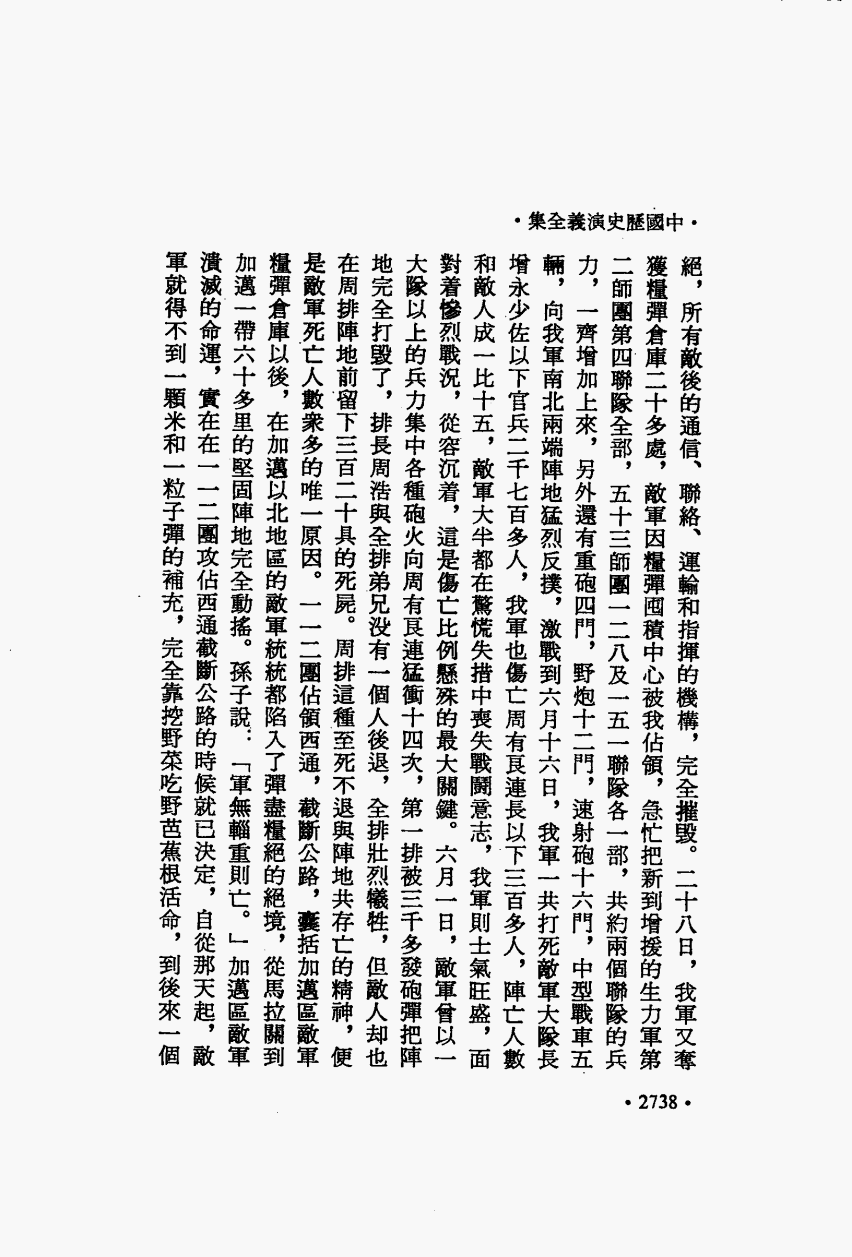 •中國歷史演義全集•
絕，所有敵後的通信、聯絡、運輸和指揮的機構，完全摧毀。二十八日，我軍又奪
獲糧彈倉庫二十多處，敵軍因糧彈囤積中心被我佔領，急忙把新到增援的生力軍第
二師團第四聯隊全部，五十三師團一二八及一五一聯隊各一部，共約兩個聯隊的兵
力，一齊增加上來，另外還有重砲四門，野炮十二門，速射砲十六門，中型戰車五
輛，向我軍南北兩端陣地猛烈反撲，激戰到六月十六日，我軍一共打死敵軍大隊長
增永少佐以下官兵二千七百多人，我軍也傷亡周有良連長以下三百多人，陣亡人數
和敵人成一比十五，敵軍大半都在驚慌失措中喪失戰鬪意志，我軍則士氣旺盛，面
對着慘烈戰況，從容沉着，這是傷亡比例懸殊的最大關鍵。六月一日，敵軍曾以一
大隊以上的兵力集中各種砲火向周有良連猛衝十四次，第一排被三千多發砲彈把陣
地完全打毀了，排長周浩與全排弟兄没有一個人後退，全排壯烈犧牲，但敵人却也
在周排陣地前留下三百二十具的死屍。周排這種至死不退與陣地共存亡的精神，便
是敵軍死亡人數衆多的唯一原因。一一二團佔領西通，截斷公路，囊括加邁區敵軍
糧彈倉庫以後，在加邁以北地區的敵軍統統都陷入了彈盡糧絕的絕境，從馬拉關到
加邁一帶六十多里的堅固陣地完全動搖。孫子說：「軍無輜重則亡。」加邁區敵軍
潰滅的命運，實在在一一二團攻佔西通截斷公路的時候就已決定，自從那天起，敵
軍就得不到一顆米和一粒子彈的補充，完全靠挖野菜吃野芭蕉根活命，到後來一個
•2738•